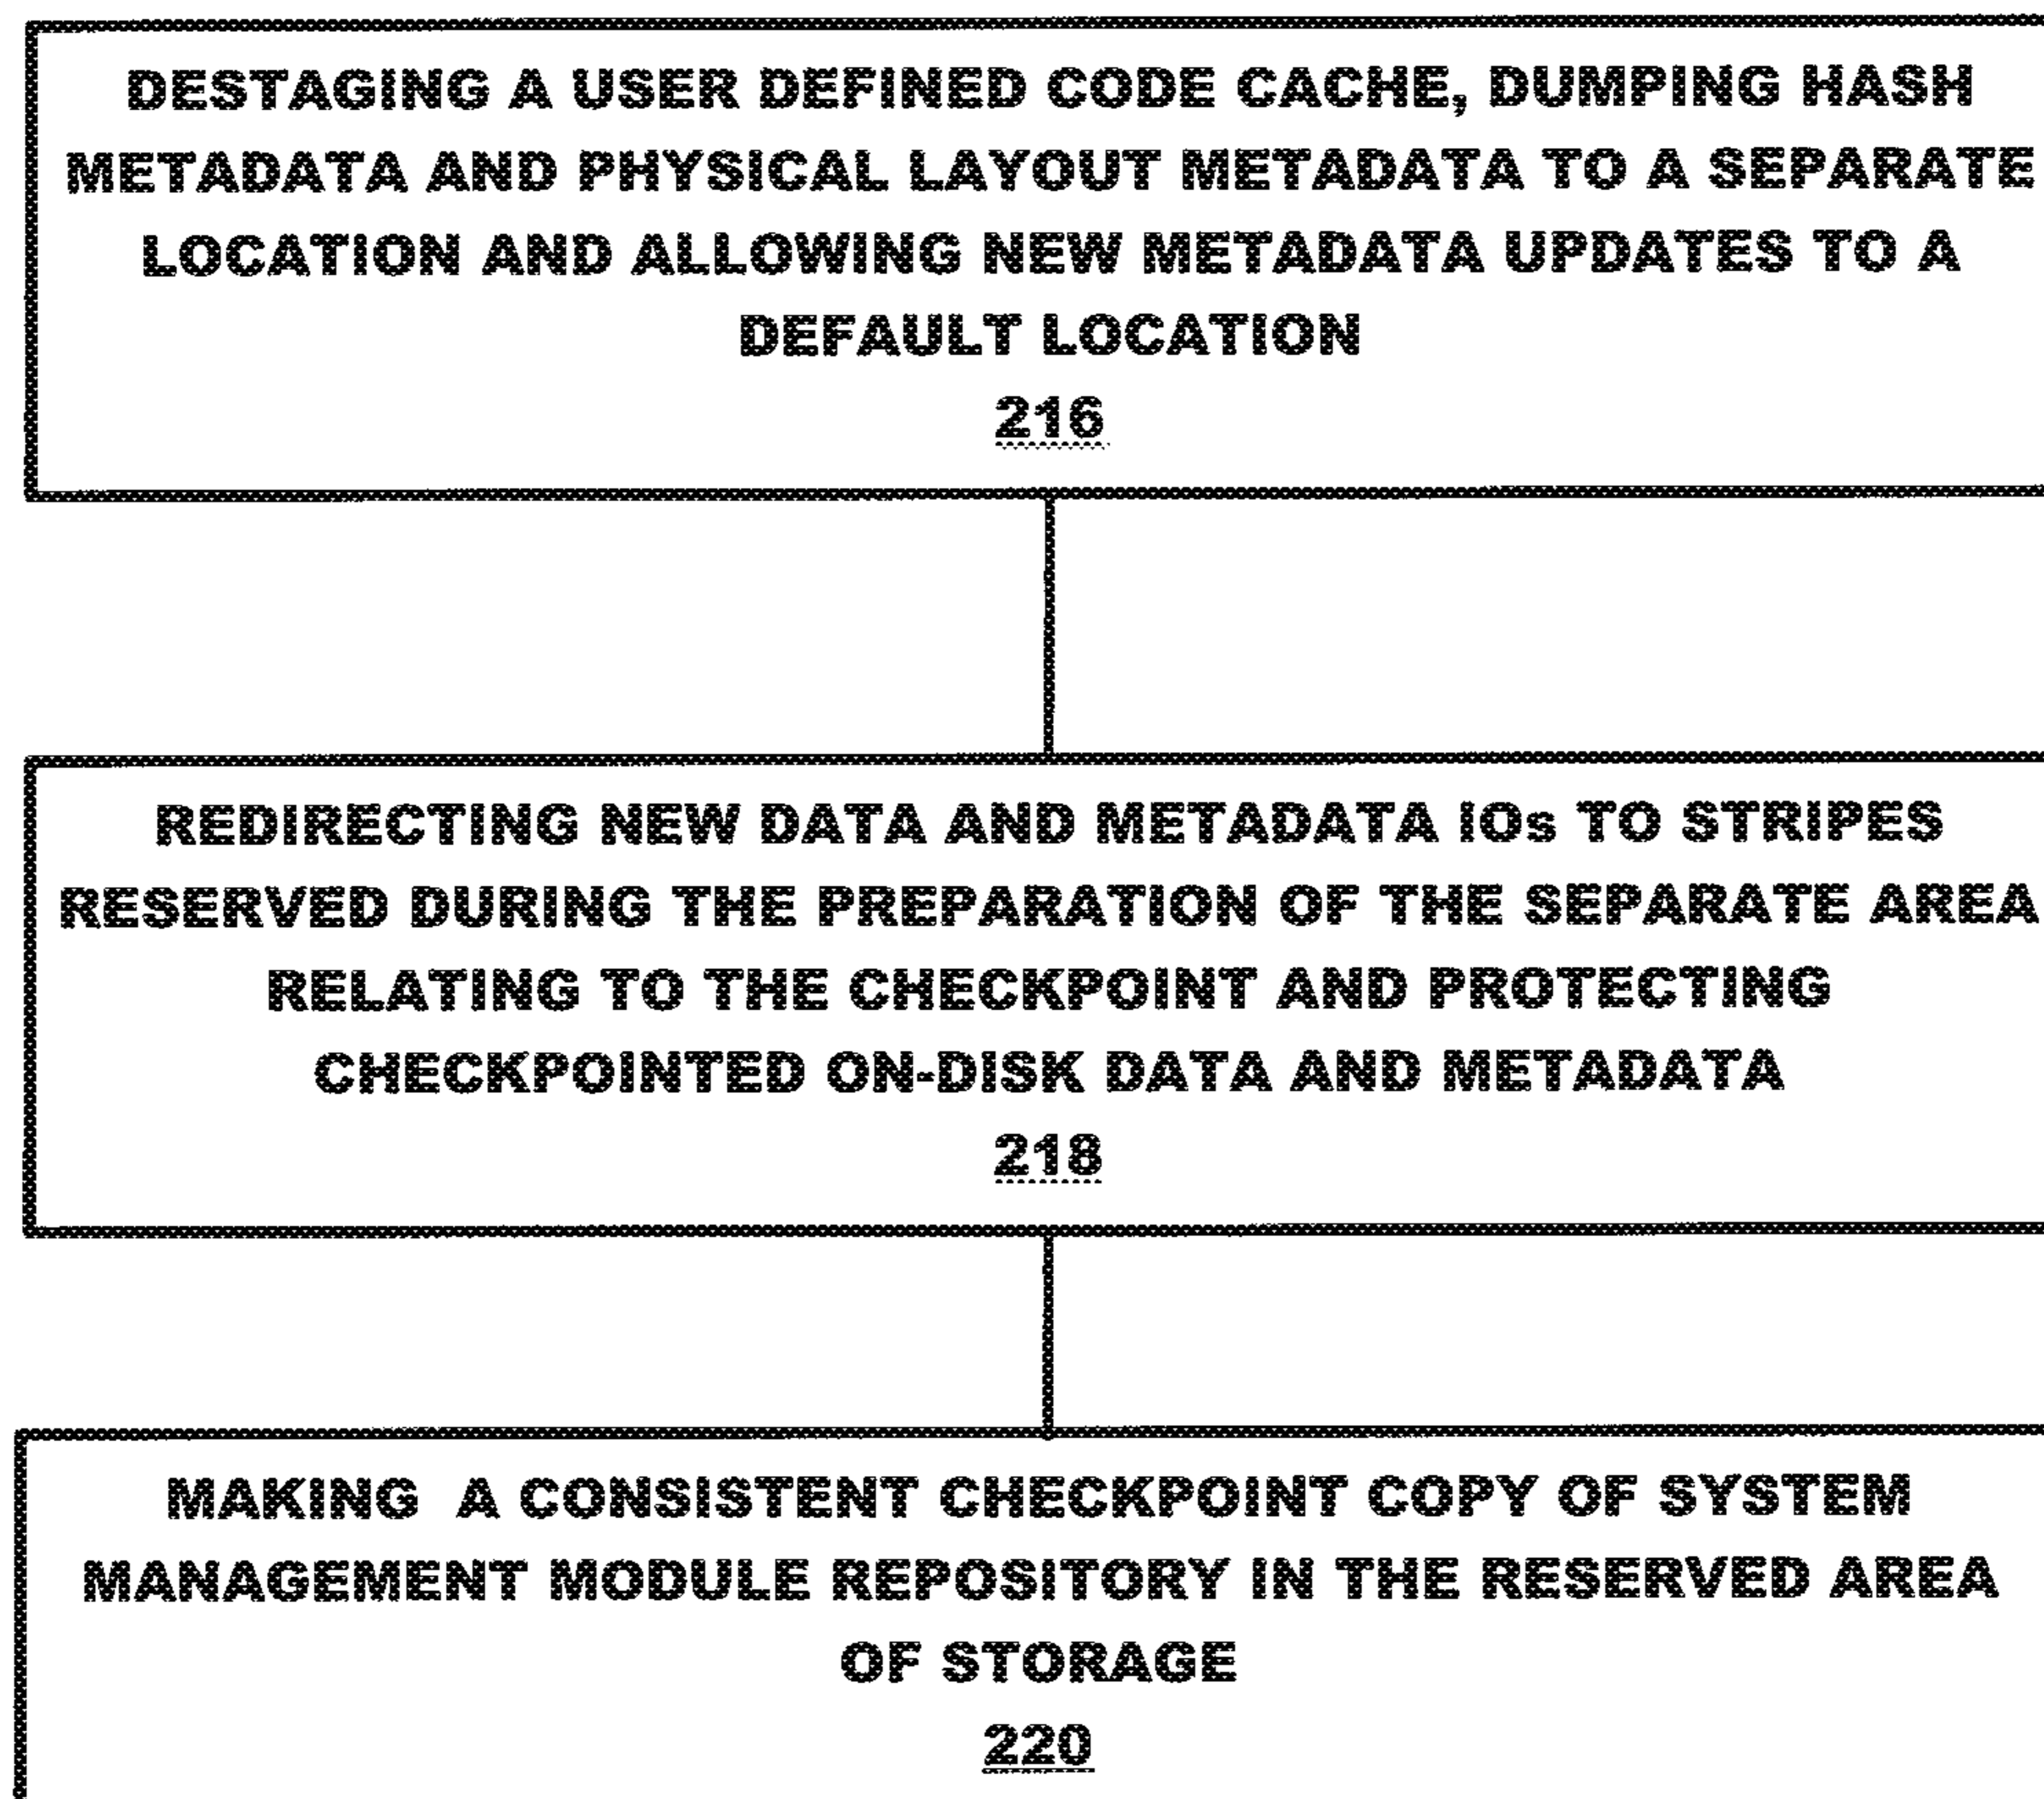 DESTAGING A USER DEFINED CODE CACHE, DUMPING HASH
METADATA AND PHYSICAL LAYOUT METADATA TO A SEPARATE
LOCATION AND ALLOWING NEW METADATA UPDATES TO A
DEFAULT LOCATION
216
REDIRECTING NEW DATA AND METADATA IOs TO STRIPES
RESERVED DURING THE PREPARATION OF THE SEPARATE AREA
RELATING TO THE CHECKPOINT AND PROTECTING
CHECKPOINTED ON-DISK DATA AND METADATA
218
MAKING A CONSISTENT CHECKPOINT COPY OF SYSTEM
MANAGEMENT MODULE REPOSITORY IN THE RESERVED AREA
OF STORAGE
220